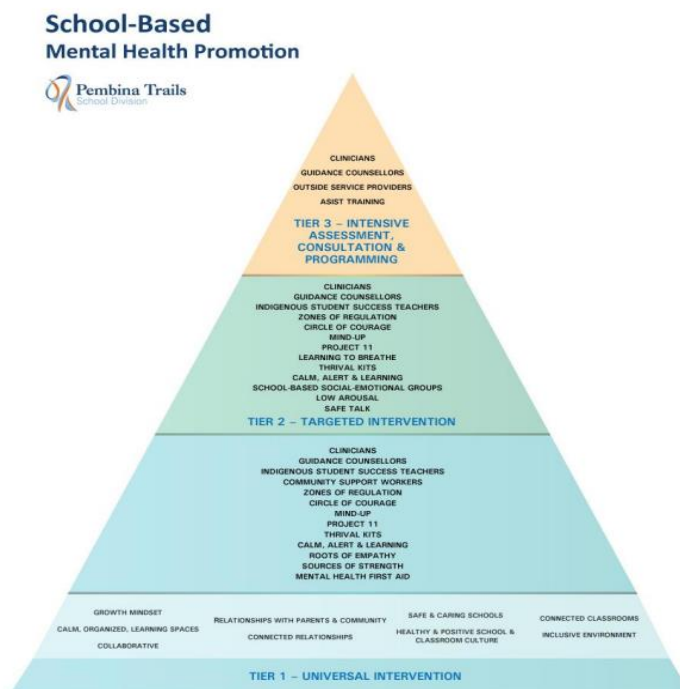 School-Based
Mental Health Promotion
Pembina Trails
School Division
CLINICIANS
GUIDANCE COUNSELLORS
OUTSIDE SERVICE PROVIDERS
ASIST TRAINING
TIER 3 – INTENSIVE
ASSESSMENT,
CONSULTATION &
PROGRAMMING
CLINICIANS
GUIDANCE COUNSELLORS
INDIGENOUS STUDENT SUCCESS TEACHERS
ZONES OF REGULATION
CIRCLE OF COURAGE
MIND-UP
PROJECT 11
LEARNING TO BREATHE
THRIVAL KITS
CALM, ALERT & LEARNING
SCHOOL-BASED SOCIAL-EMOTIONAL GROUPS
LOW AROUSAL
SAFE TALK
TIER 2 – TARGETED INTERVENTION
CLINICIANS
GUIDANCE COUNSELLORS
INDIGENOUS STUDENT SUCCESS TEACHERS
COMMUNITY SUPPORT WORKERS
ZONES OF REGULATION
CIRCLE OF COURAGE
MIND-UP
PROJECT 11
THRIVAL KITS
CALM, ALERT & LEARNING
ROOTS OF EMPATHY
SOURCES OF STRENGTH
MENTAL HEALTH FIRST AID
GROWTH MINDSET
CALM, ORGANIZED, LEARNING SPACES
COLLABORATIVE
RELATIONSHIPS WITH PARENTS & COMMUNITY
CONNECTED RELATIONSHIPS
SAFE & CARING SCHOOLS
HEALTHY & POSITIVE SCHOOL &
CLASSROOM CULTURE
CONNECTED CLASSROOMS
INCLUSIVE ENVIRONMENT
TIER 1 – UNIVERSAL INTERVENTION